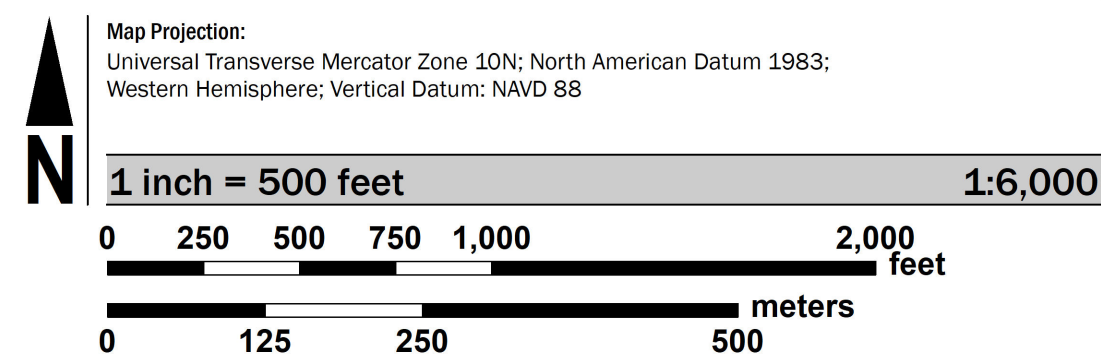 N
Map Projection:
Universal Transverse Mercator Zone 10N; North American Datum 1983;
Western Hemisphere; Vertical Datum: NAVD 88
1 inch = 500 feet 1:6,000
0 250 500 750 1,000 2,000
feet
meters
0 125 250 500